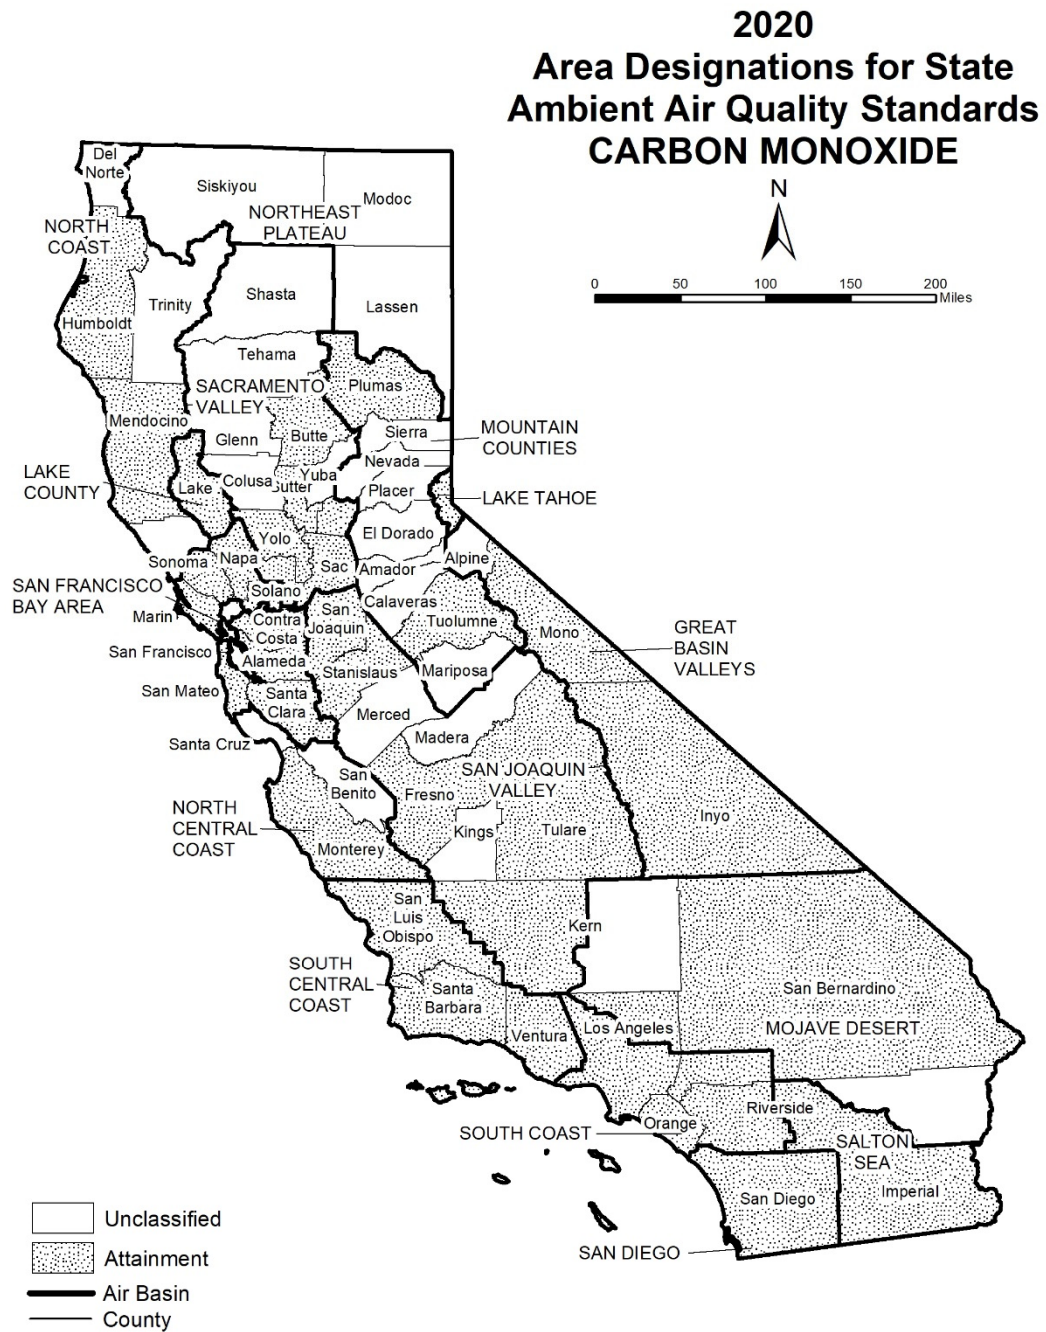 2020
Area Designations for State
Ambient Air Quality Standards
CARBON MONOXIDE
N
0 50 100 150 200
Miles
Del
Norte
Siskiyou
Modoc
NORTH
COAST
NORTHEAST
PLATEAU
Shasta
Trinity
Lassen
Humboldt
Tehama
SACRAMENTO
VALLEY
Plumas
Mendocino
Glenn
Butte
Sierra
MOUNTAIN
COUNTIES
LAKE
COUNTY
Lake
Colusa
Sutter
Yuba
Nevada
Placer
LAKE TAHOE
Yolo
El Dorado
Sonoma
Napa
Sac
Amador
Alpine
SAN FRANCISCO
BAY AREA
Solano
Marin
Contra
Costa
San
Joaquin
Calaveras
Tuolumne
Mono
GREAT
BASIN
VALLEYS
San Francisco
Alameda
Stanislaus
Mariposa
San Mateo
Santa
Clara
Merced
Santa Cruz
Madera
San
Benito
Fresno
SAN JOAQUIN
VALLEY
NORTH
CENTRAL
COAST
Monterey
Kings
Tulare
Inyo
San
Luis
Obispo
Kern
SOUTH
CENTRAL
COAST
Santa
Barbara
Ventura
Los Angeles
San Bernardino
MOJAVE DESERT
Riverside
Orange
SOUTH COAST
SALTON
SEA
San Diego
Imperial
SAN DIEGO
Unclassified
Attainment
Air Basin
County